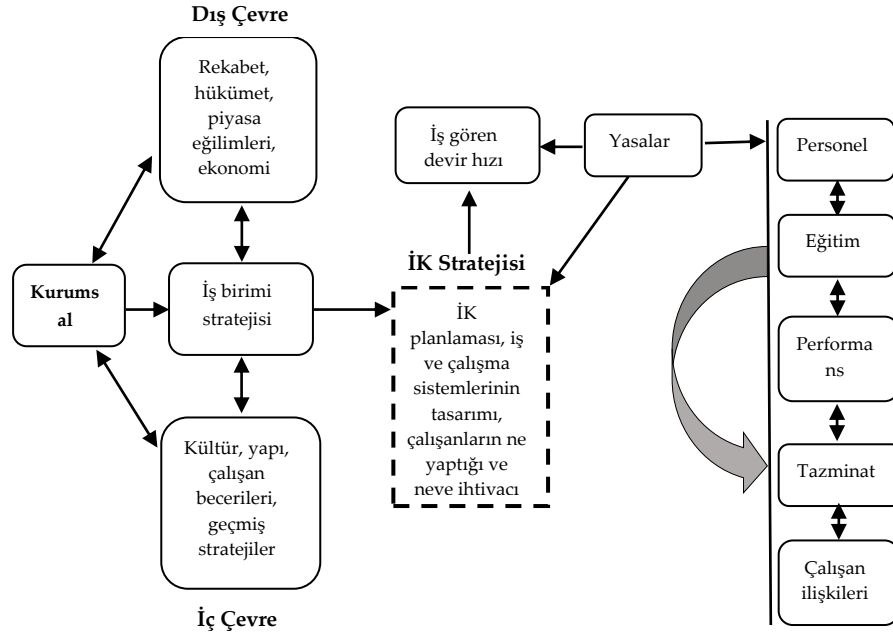 Dış Çevre
Rekabet,
hükümet,
piyasa
eğilimleri,
ekonomi
Kurums
al
İş birimi
stratejisi
Kültür, yapı,
çalışan
becerileri,
geçmiş
stratejiler
İç Çevre
İş gören
devir hızı
Yasalar
İK Stratejisi
İK
planlaması, iş
ve çalışma
sistemlerinin
tasarımı,
çalışanların ne
yaptığı ve
neve ihtivacı
Personel
Eğitim
Performa
ns
Tazminat
Çalışan
ilişkileri